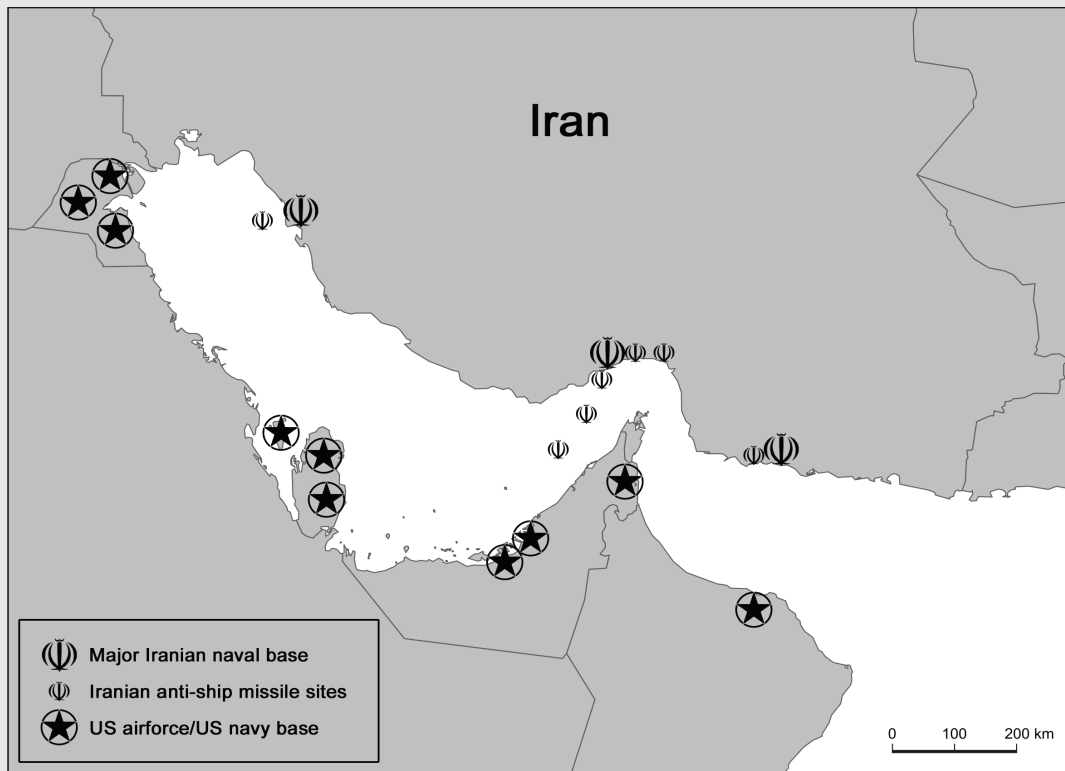 Iran
Major Iranian naval base
Iranian anti-ship missile sites
US airforce/US navy base
0 100 200 km